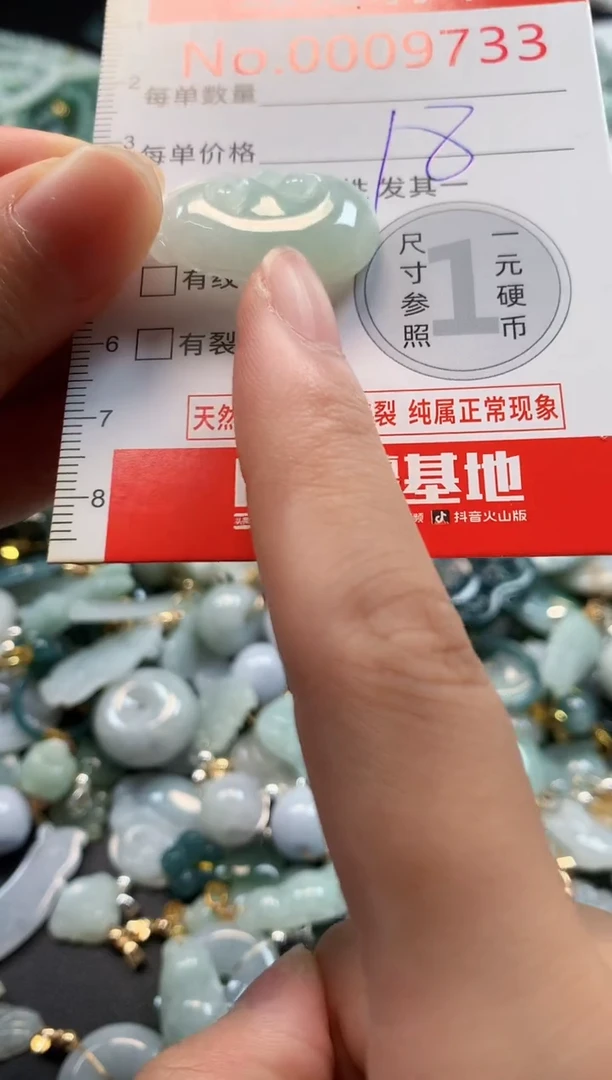 No.0009733
1
2
每单数量
3
每单价格
18
发其一
尺寸参照
1
一元硬币
有纹
6
有裂
7
天然 裂 纯属正常现象
基地
8
抖音火山版